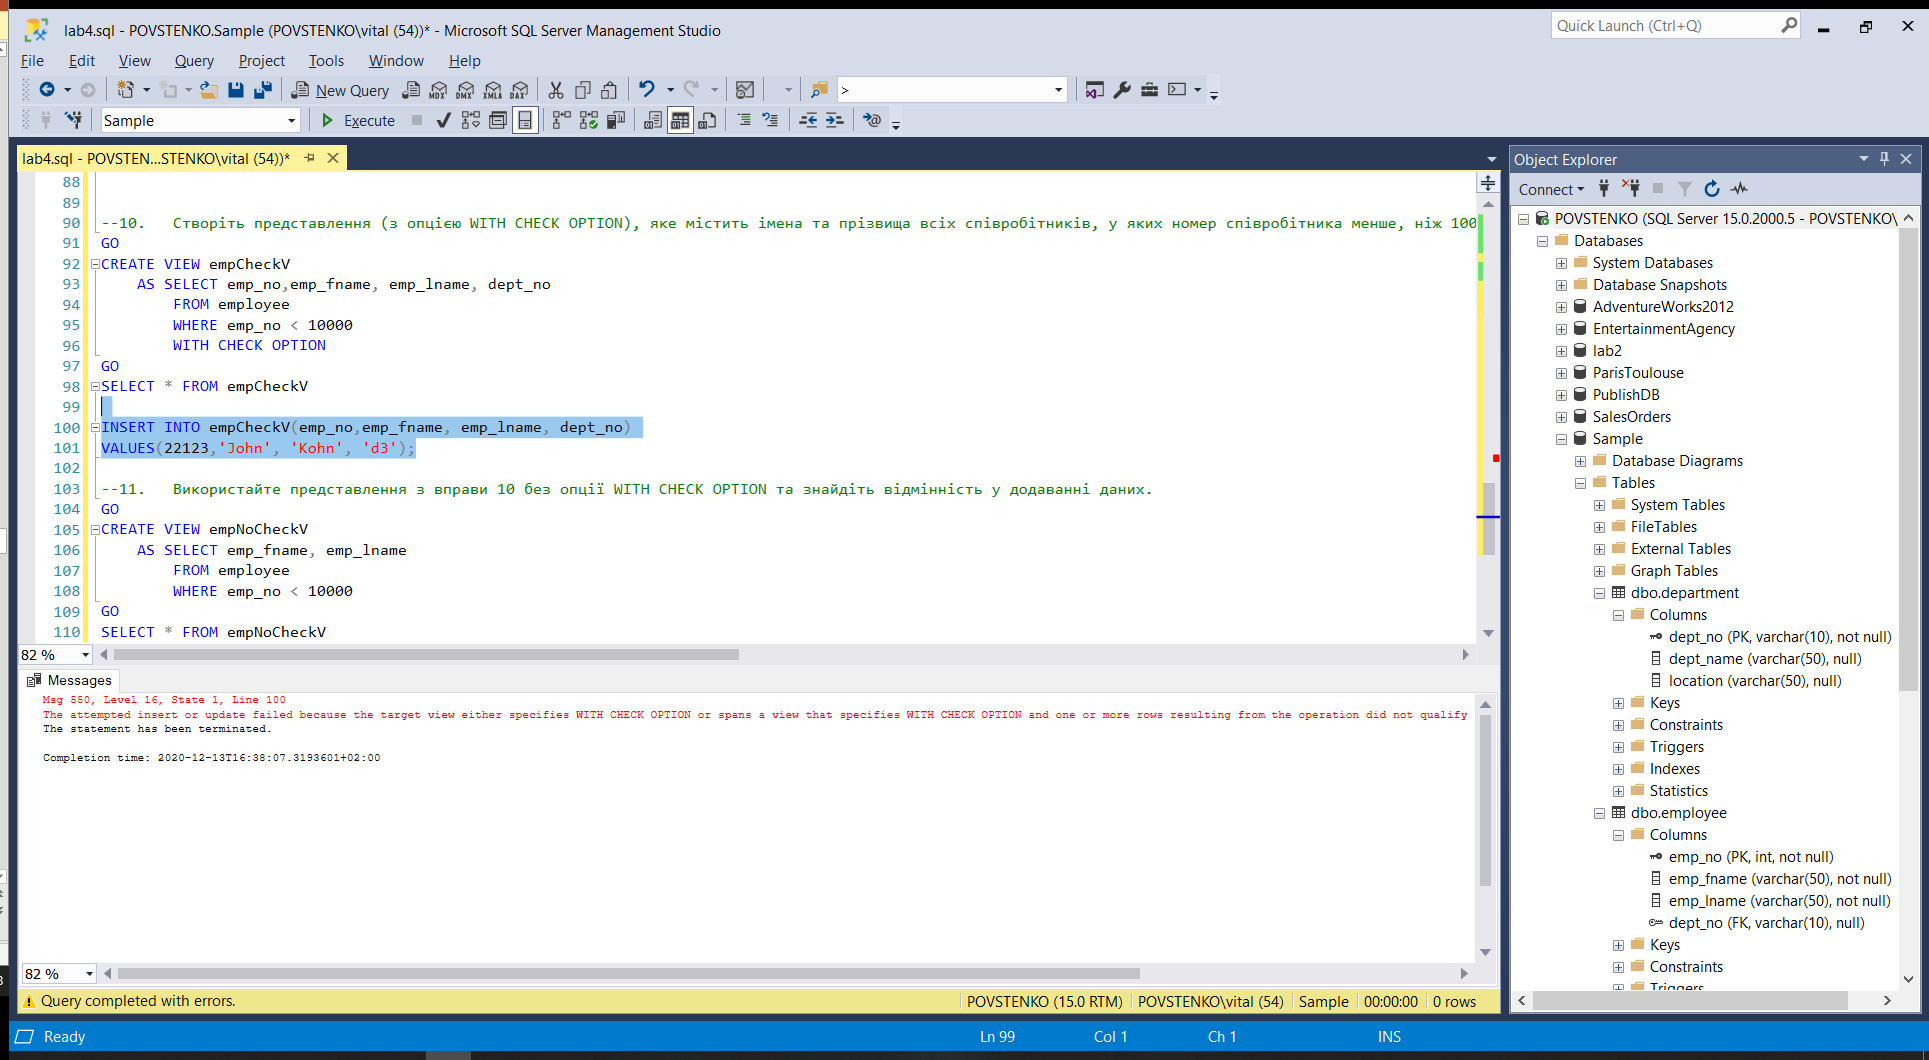 lab4.sql - POVSTENKO.Sample (POVSTENKO\vital (54))* - Microsoft SQL Server Management Studio
Quick Launch (Ctrl+Q)
File Edit View Query Project Tools Window Help
New Query
MDX DMX XMLA DAX
>
Sample
Execute
lab4.sql - POVSTEN...STENKO\vital (54))*
88
89
90 --10. Створіть представлення (з опцією WITH CHECK OPTION), яке містить імена та прізвища всіх співробітників, у яких номер співробітника менше, ніж 100
91 GO
92 CREATE VIEW empCheckV
93 AS SELECT emp_no,emp_fname, emp_lname, dept_no
94 FROM employee
95 WHERE emp_no < 10000
96 WITH CHECK OPTION
97 GO
98 SELECT * FROM empCheckV
99
100 INSERT INTO empCheckV(emp_no,emp_fname, emp_lname, dept_no)
101 VALUES(22123,'John', 'Kohn', 'd3');
102
103 --11. Використайте представлення з вправи 10 без опції WITH CHECK OPTION та знайдіть відмінність у додаванні даних.
104 GO
105 CREATE VIEW empNoCheckV
106 AS SELECT emp_fname, emp_lname
107 FROM employee
108 WHERE emp_no < 10000
109 GO
110 SELECT * FROM empNoCheckV
82 %
Messages
Msg 550, Level 16, State 1, Line 100
The attempted insert or update failed because the target view either specifies WITH CHECK OPTION or spans a view that specifies WITH CHECK OPTION and one or more rows resulting from the operation did not qualify
The statement has been terminated.
Completion time: 2020-12-13T16:38:07.3193601+02:00
82 %
Query completed with errors.
POVSTENKO (15.0 RTM) POVSTENKO\vital (54) Sample 00:00:00 0 rows
Object Explorer
Connect
POVSTENKO (SQL Server 15.0.2000.5 - POVSTENKO\
Databases
System Databases
Database Snapshots
AdventureWorks2012
EntertainmentAgency
lab2
ParisToulouse
PublishDB
SalesOrders
Sample
Database Diagrams
Tables
System Tables
FileTables
External Tables
Graph Tables
dbo.department
Columns
dept_no (PK, varchar(10), not null)
dept_name (varchar(50), null)
location (varchar(50), null)
Keys
Constraints
Triggers
Indexes
Statistics
dbo.employee
Columns
emp_no (PK, int, not null)
emp_fname (varchar(50), not null)
emp_lname (varchar(50), not null)
dept_no (FK, varchar(10), null)
Keys
Constraints
Triggers
Ready
Ln 99 Col 1 Ch 1 INS